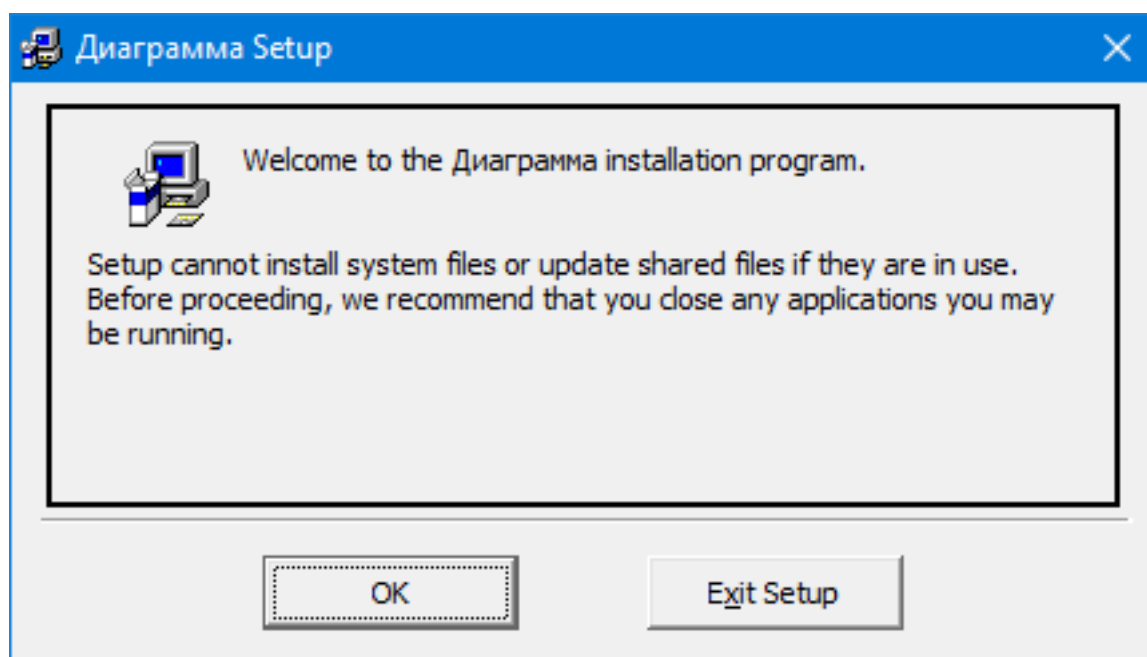 Диаграмма Setup
Welcome to the Диаграмма installation program.
Setup cannot install system files or update shared files if they are in use.
Before proceeding, we recommend that you close any applications you may
be running.
OK
Exit Setup